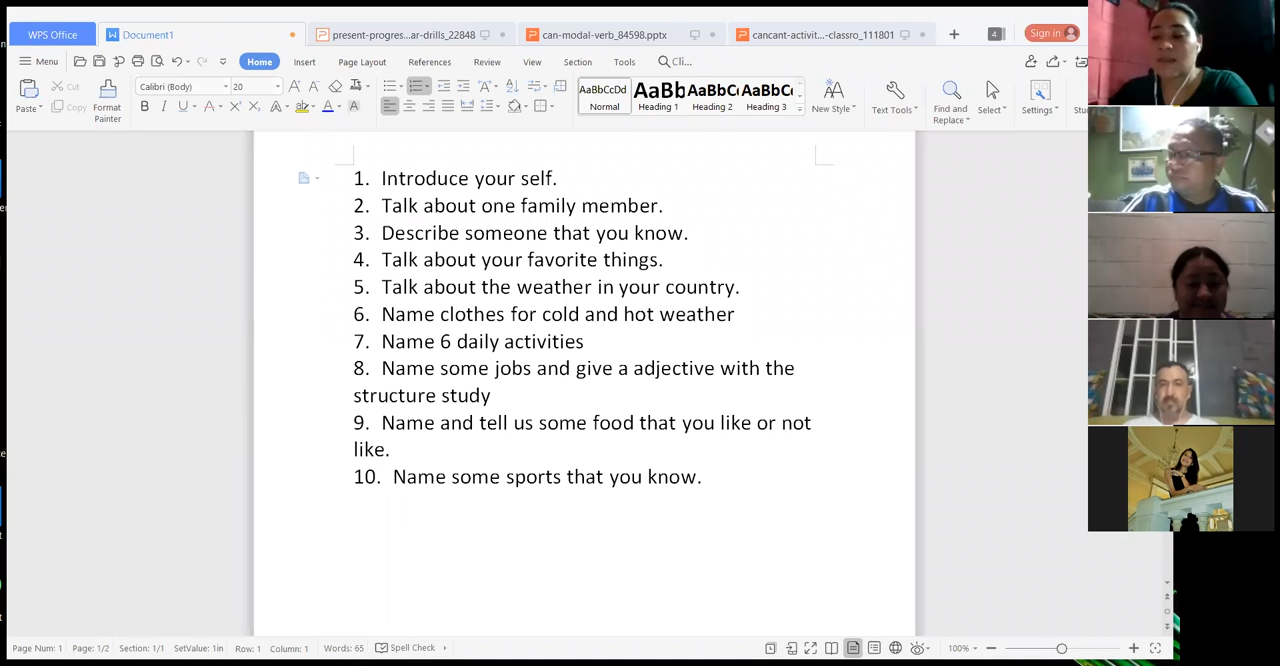 WPS Office
Document1
present-progres...ar-drills_22848
can-modal-verb_84598.pptx
cancant-activit...-classro_111801
4
Sign in
Menu
Home
Insert
Page Layout
References
Review
View
Section
Tools
Cli...
Paste
Cut
Copy
Format
Painter
Calibri (Body)
20
AaBbCcDd
Normal
AaBb
Heading 1
AaBbC
Heading 2
AaBbC
Heading 3
New Style
Text Tools
Find and
Replace
Select
Settings
1. Introduce your self.
2. Talk about one family member.
3. Describe someone that you know.
4. Talk about your favorite things.
5. Talk about the weather in your country.
6. Name clothes for cold and hot weather
7. Name 6 daily activities
8. Name some jobs and give a adjective with the
structure study
9. Name and tell us some food that you like or not
like.
10. Name some sports that you know.
Page Num: 1 Page: 1/2 Section: 1/1 SetValue: 1in Row: 1 Column: 1 Words: 65 Spell Check 100%